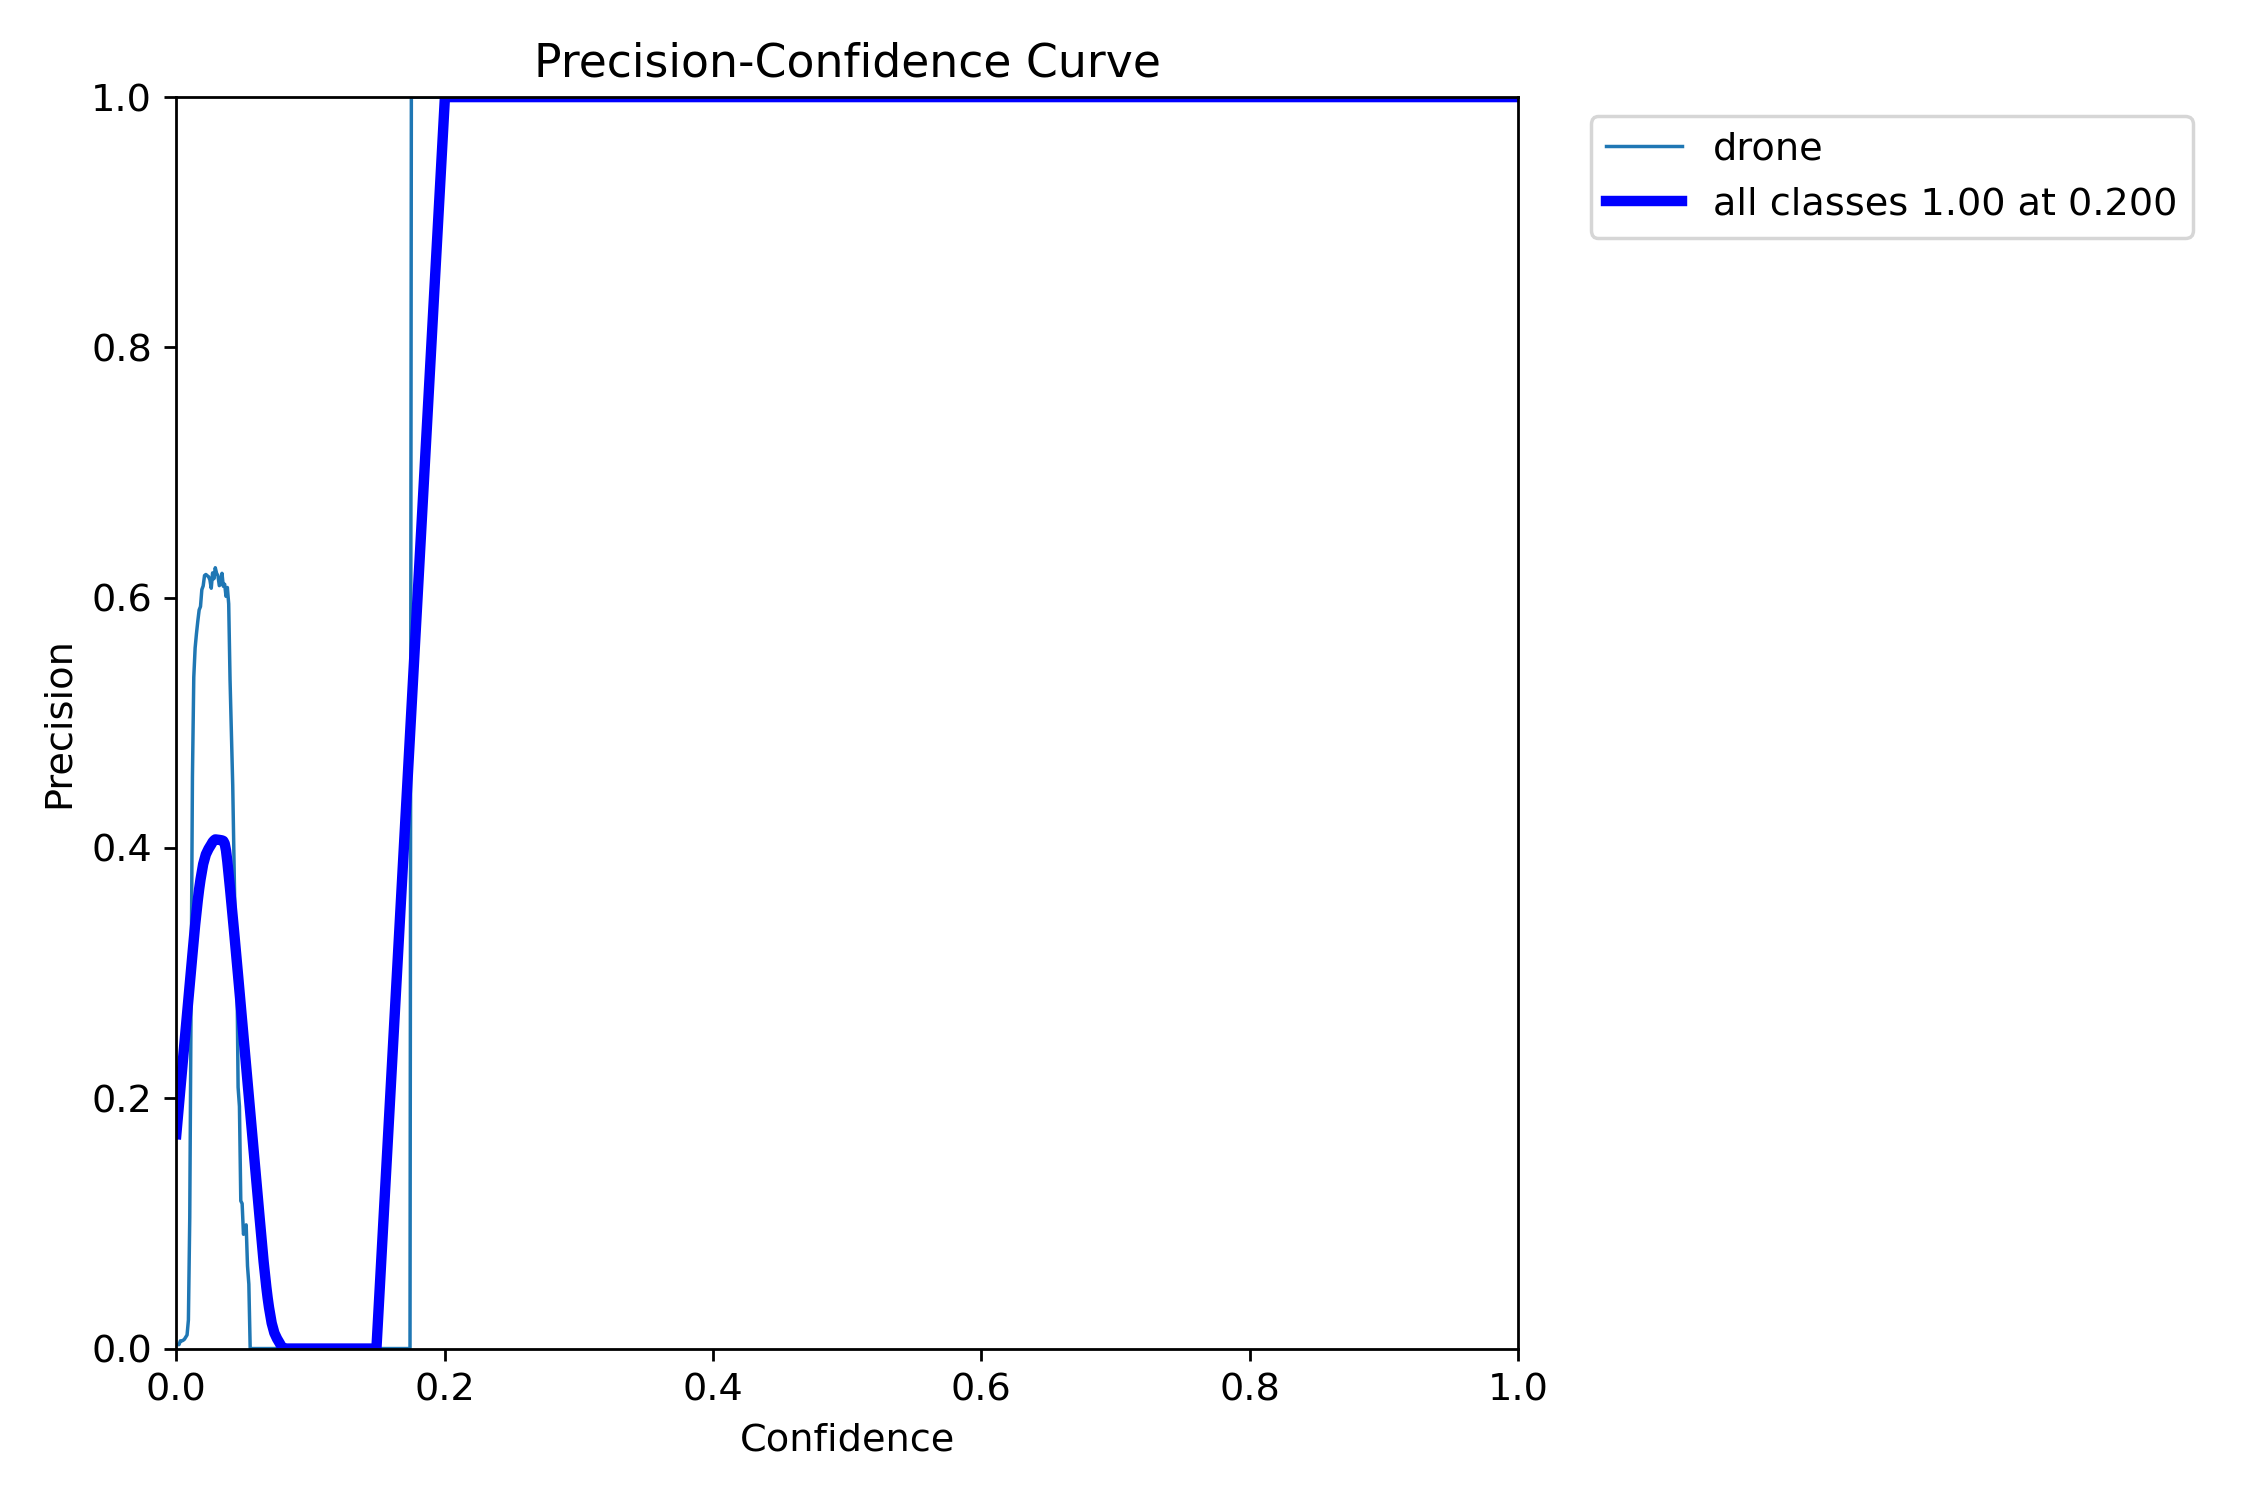 Precision-Confidence Curve
1.0
0.8
0.6
0.4
0.2
0.0
Precision
0.0 0.2 0.4 0.6 0.8 1.0
Confidence
drone
all classes 1.00 at 0.200